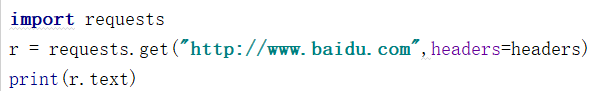 import requests
r = requests.get("http://www.baidu.com",headers=headers)
print(r.text)